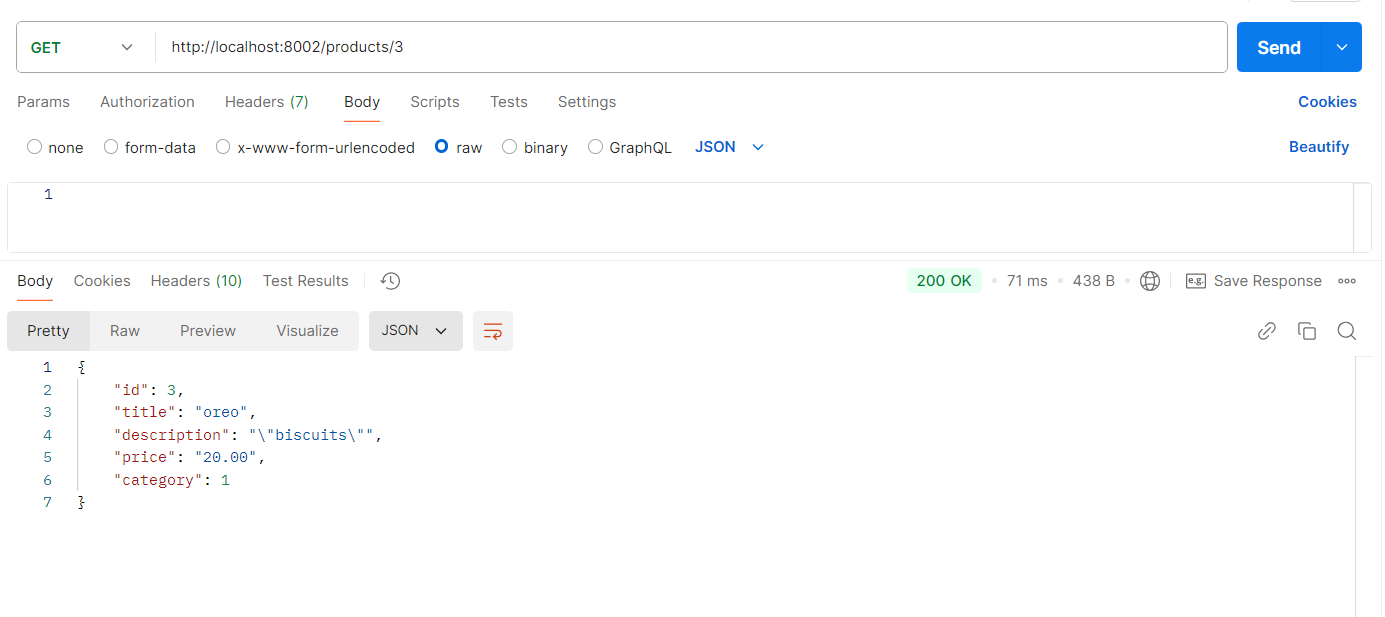 GET http://localhost:8002/products/3 Send
Params Authorization Headers (7) Body Scripts Tests Settings Cookies
none form-data x-www-form-urlencoded raw binary GraphQL JSON Beautify
1
Body Cookies Headers (10) Test Results 200 OK • 71 ms • 438 B • e.g. Save Response
Pretty Raw Preview Visualize JSON
1 {
2 "id": 3,
3 "title": "oreo",
4 "description": "\"biscuits\"",
5 "price": "20.00",
6 "category": 1
7 }